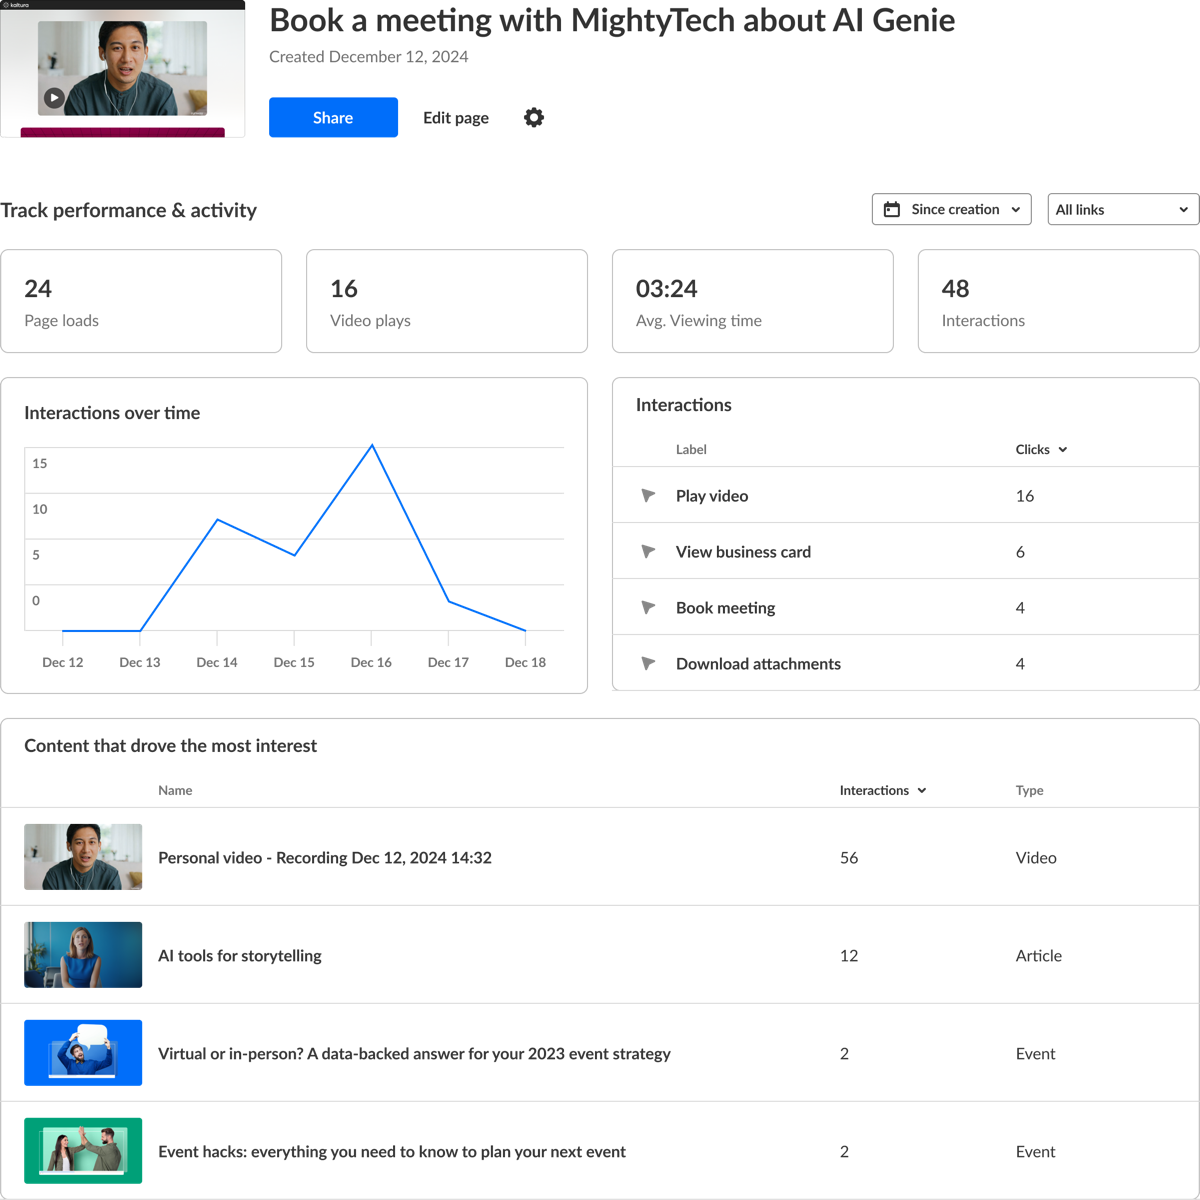 kaltura
Book a meeting with MightyTech about AI Genie
Created December 12, 2024
Share
Edit page
Track performance & activity
Since creation
All links
24
Page loads
16
Video plays
03:24
Avg. Viewing time
48
Interactions
Interactions over time
15
10
5
0
Dec 12 Dec 13 Dec 14 Dec 15 Dec 16 Dec 17 Dec 18
Interactions
Label Clicks
Play video 16
View business card 6
Book meeting 4
Download attachments 4
Content that drove the most interest
Name Interactions Type
Personal video - Recording Dec 12, 2024 14:32 56 Video
AI tools for storytelling 12 Article
Virtual or in-person? A data-backed answer for your 2023 event strategy 2 Event
Event hacks: everything you need to know to plan your next event 2 Event